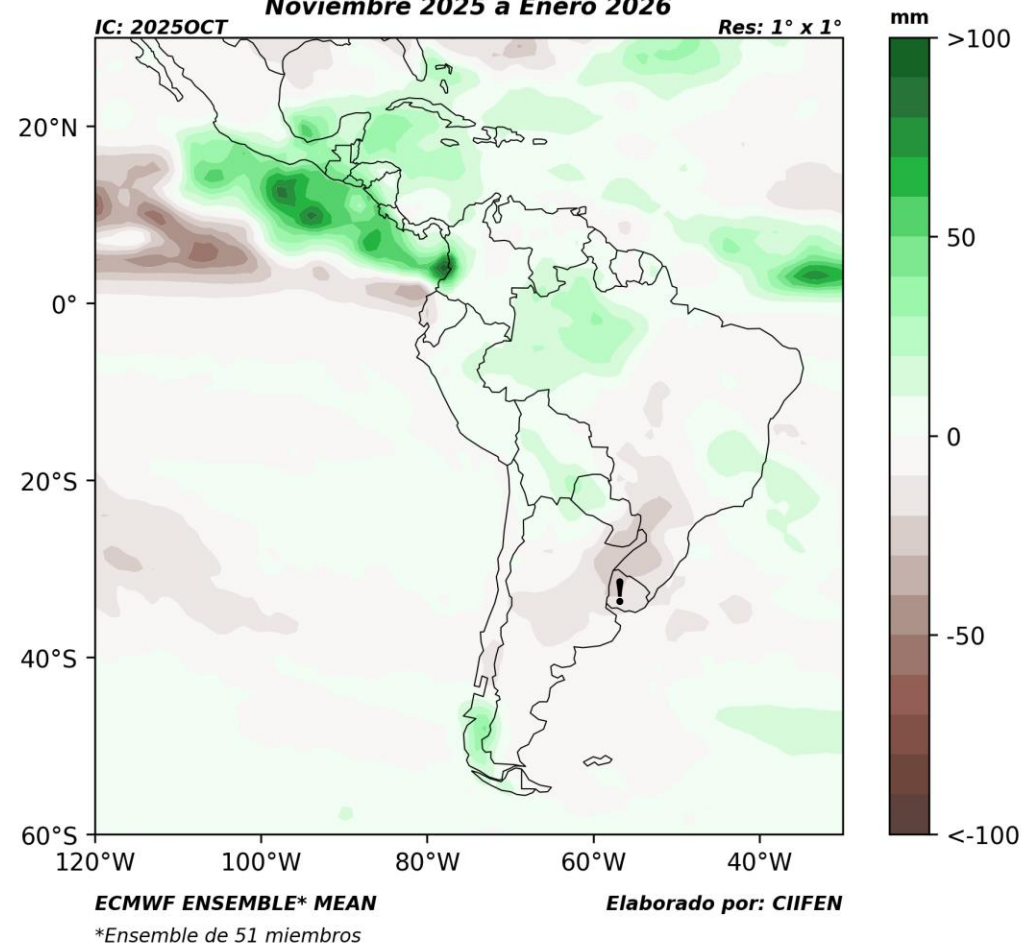 Noviembre 2025 a Enero 2026
IC: 2025OCT
Res: 1° x 1°
mm
>100
50
0
-50
<-100
20°N
0°
20°S
40°S
60°S
!
120°W
100°W
80°W
60°W
40°W
ECMWF ENSEMBLE* MEAN
Elaborado por: CIIFEN
*Ensemble de 51 miembros